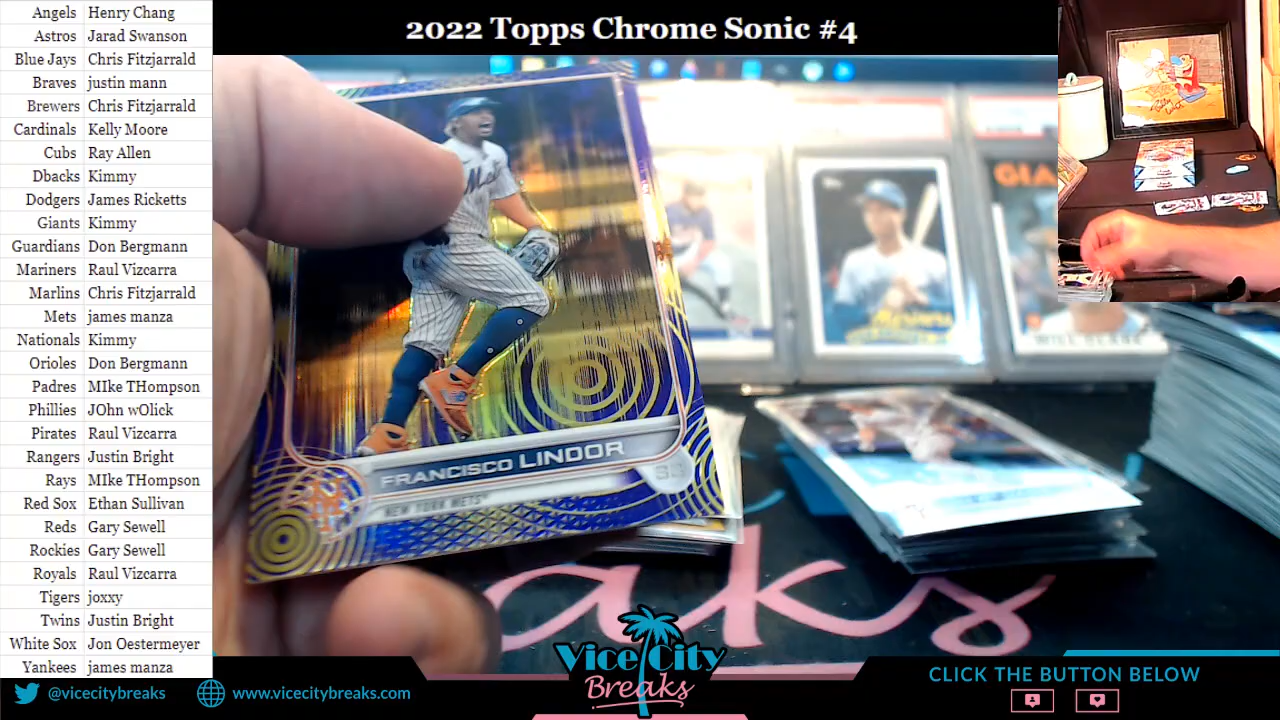 2022 Topps Chrome Sonic #4
Angels Henry Chang
Astros Jarad Swanson
Blue Jays Chris Fitzjarrald
Braves justin mann
Brewers Chris Fitzjarrald
Cardinals Kelly Moore
Cubs Ray Allen
Dbacks Kimmy
Dodgers James Ricketts
Giants Kimmy
Guardians Don Bergmann
Mariners Raul Vizcarra
Marlins Chris Fitzjarrald
Mets james manza
Nationals Kimmy
Orioles Don Bergmann
Padres MIke THompson
Phillies JOhn wOlick
Pirates Raul Vizcarra
Rangers Justin Bright
Rays MIke THompson
Red Sox Ethan Sullivan
Reds Gary Sewell
Rockies Gary Sewell
Royals Raul Vizcarra
Tigers joxxy
Twins Justin Bright
White Sox Jon Oestermeyer
Yankees james manza
FRANCISCO LINDOR
NEW YORK METS
SS
GIA
WILL CLARK
aks
Vice City
Breaks
@vicecitybreaks
www.vicecitybreaks.com
CLICK THE BUTTON BELOW